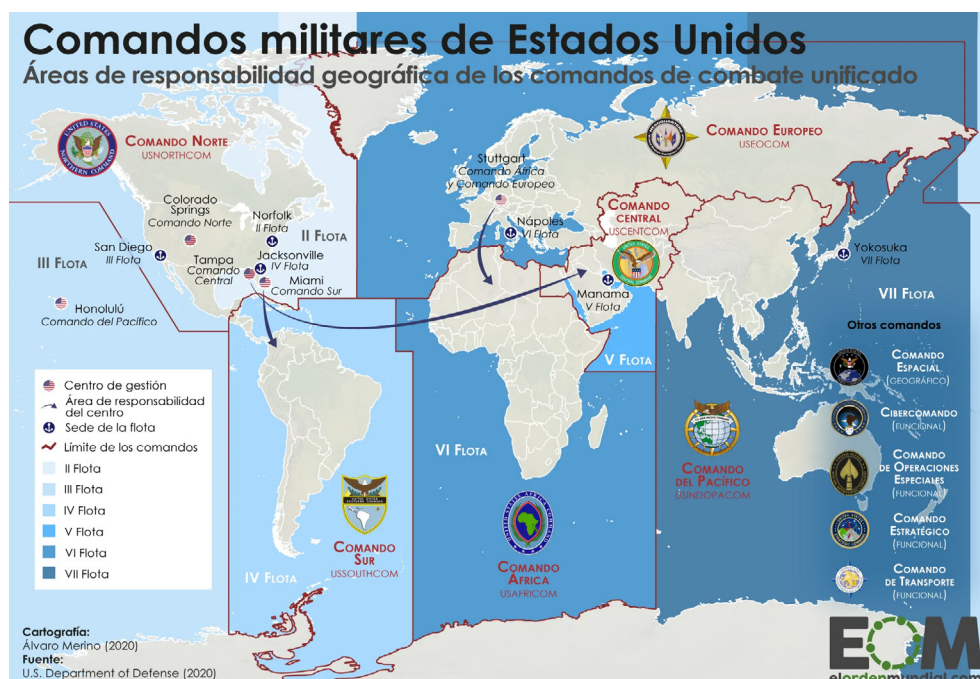 Comandos militares de Estados Unidos
Áreas de responsabilidad geográfica de los comandos de combate unificado
Comando Norte
USNORTHCOM
Comando Europeo
USEOCOM
Stuttgart
Comando África
y Comando Europeo
Colorado
Springs
Comando Norte
Norfolk
II Flota
II Flota
Nápoles
VI Flota
Comando
central
USCENTCOM
San Diego
III Flota
III Flota
Tampa
Comando
Central
Jacksonville
IV Flota
Miami
Comando Sur
Yokosuka
VII Flota
Manama
V Flota
VII Flota
Honolulú
Comando del Pacífico
Otros comandos
V Flota
Comando
Espacial
(geográfico)
Centro de gestión
Área de responsabilidad
del centro
Sede de la flota
Límite de los comandos
II Flota
III Flota
IV Flota
V Flota
VI Flota
VII Flota
Cibercomando
(funcional)
VI Flota
Comando
del Pacífico
USINDOPACOM
Comando
de Operaciones
Especiales
(funcional)
Comando
Estratégico
(funcional)
Comando
Sur
USSOUTHCOM
Comando
África
USAFRICOM
Comando
de Transporte
(funcional)
IV Flota
Cartografía:
Álvaro Merino (2020)
Fuente:
U.S. Department of Defense (2020)
EOM
elordenmundial.com